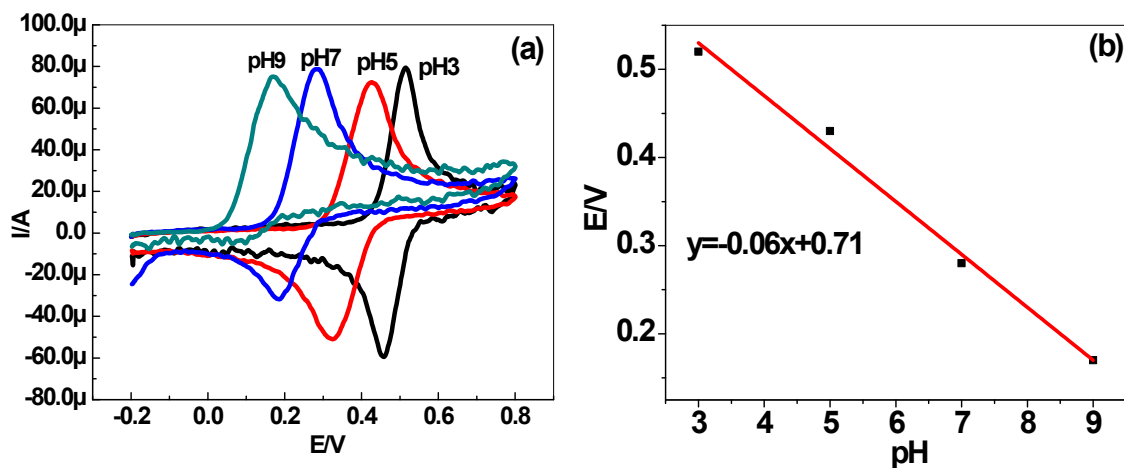 (a)
100.0µ
80.0µ
60.0µ
40.0µ
20.0µ
0.0
-20.0µ
-40.0µ
-60.0µ
-80.0µ
I/A
pH9 pH7 pH5 pH3
-0.2 0.0 0.2 0.4 0.6 0.8
E/V
(b)
0.5
0.4
0.3
0.2
E/V
y=-0.06x+0.71
3 4 5 6 7 8 9
pH